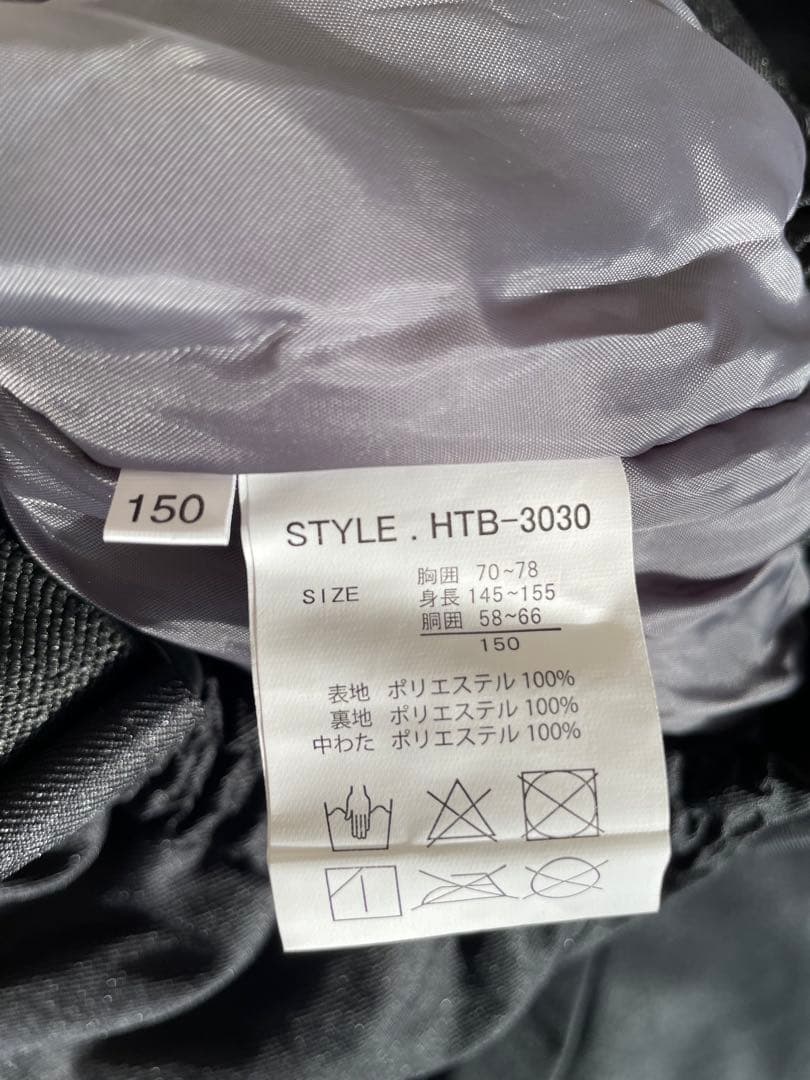 150
STYLE . HTB-3030
SIZE
胸囲 70~78
身長 145~155
胴囲 58~66
150
表地 ポリエステル 100%
裏地 ポリエステル 100%
中わた ポリエステル 100%